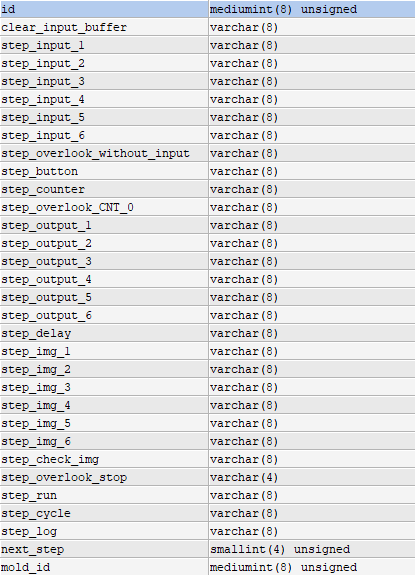 id mediumint(8) unsigned
clear_input_buffer varchar(8)
step_input_1 varchar(8)
step_input_2 varchar(8)
step_input_3 varchar(8)
step_input_4 varchar(8)
step_input_5 varchar(8)
step_input_6 varchar(8)
step_overlook_without_input varchar(8)
step_button varchar(8)
step_counter varchar(8)
step_overlook_CNT_0 varchar(8)
step_output_1 varchar(8)
step_output_2 varchar(8)
step_output_3 varchar(8)
step_output_4 varchar(8)
step_output_5 varchar(8)
step_output_6 varchar(8)
step_delay varchar(8)
step_img_1 varchar(8)
step_img_2 varchar(8)
step_img_3 varchar(8)
step_img_4 varchar(8)
step_img_5 varchar(8)
step_img_6 varchar(8)
step_check_img varchar(8)
step_overlook_stop varchar(4)
step_run varchar(8)
step_cycle varchar(8)
step_log varchar(8)
next_step smallint(4) unsigned
mold_id mediumint(8) unsigned